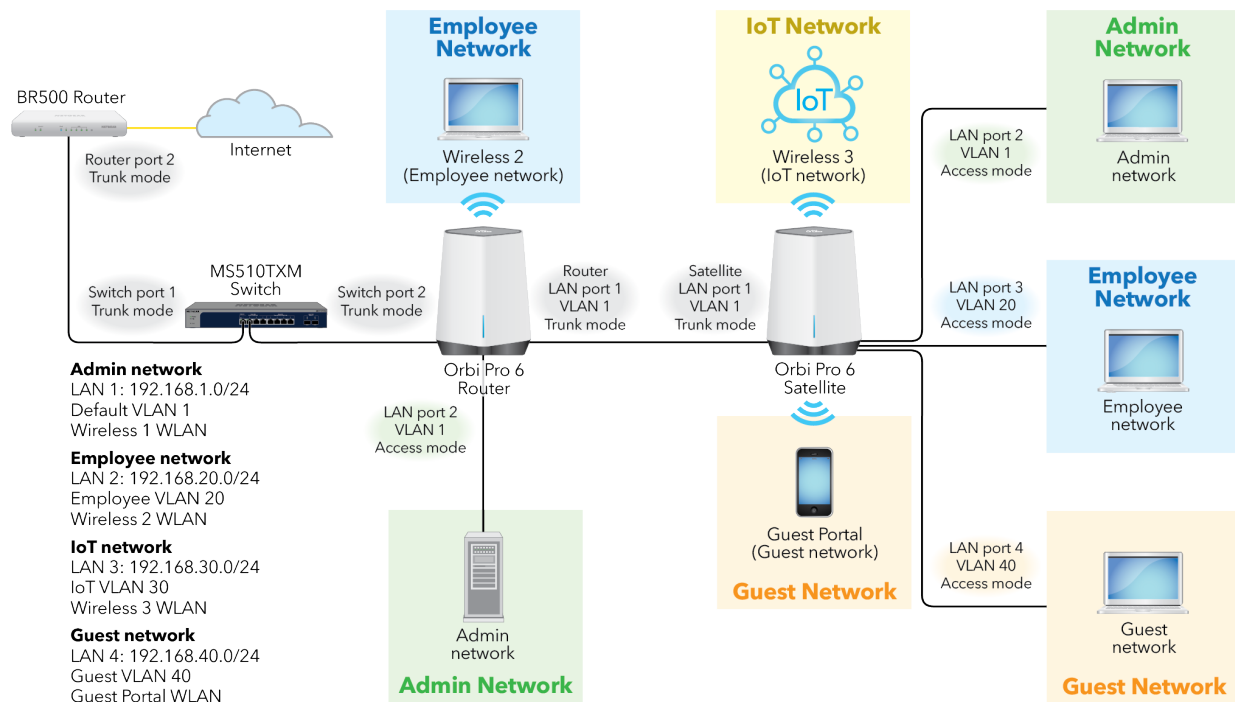 BR500 Router
Internet
Router port 2
Trunk mode
Employee
Network
Wireless 2
(Employee network)
IoT Network
IoT
Wireless 3
(IoT network)
LAN port 2
VLAN 1
Access mode
Admin
Network
Admin
network
Switch port 1
Trunk mode
MS510TXM
Switch
Switch port 2
Trunk mode
Router
LAN port 1
VLAN 1
Trunk mode
Satellite
LAN port 1
VLAN 1
Trunk mode
LAN port 3
VLAN 20
Access mode
Employee
Network
Employee
network
Orbi Pro 6
Router
Orbi Pro 6
Satellite
Admin network
LAN 1: 192.168.1.0/24
Default VLAN 1
Wireless 1 WLAN
Employee network
LAN 2: 192.168.20.0/24
Employee VLAN 20
Wireless 2 WLAN
IoT network
LAN 3: 192.168.30.0/24
IoT VLAN 30
Wireless 3 WLAN
Guest network
LAN 4: 192.168.40.0/24
Guest VLAN 40
Guest Portal WLAN
LAN port 2
VLAN 1
Access mode
Admin
network
Admin Network
Guest Portal
(Guest network)
Guest Network
LAN port 4
VLAN 40
Access mode
Guest
network
Guest Network